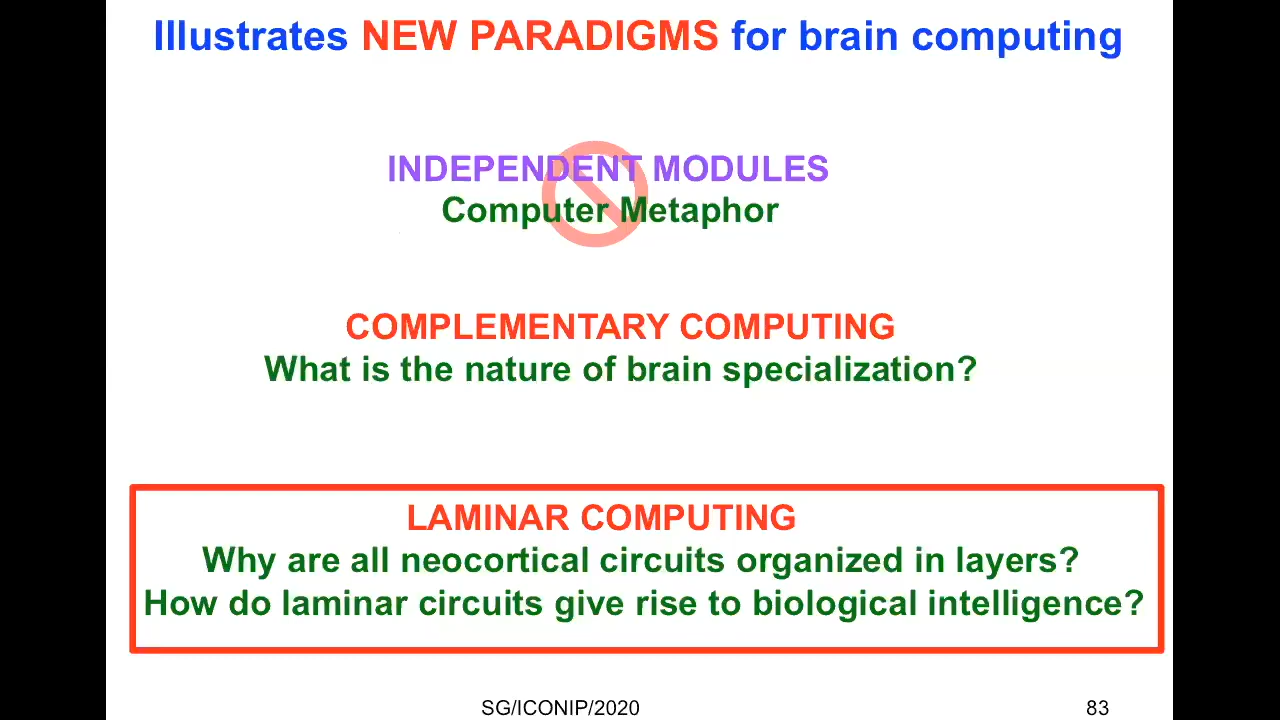 Illustrates NEW PARADIGMS for brain computing
INDEPENDENT MODULES
Computer Metaphor
COMPLEMENTARY COMPUTING
What is the nature of brain specialization?
LAMINAR COMPUTING
Why are all neocortical circuits organized in layers?
How do laminar circuits give rise to biological intelligence?
SG/ICONIP/2020
83